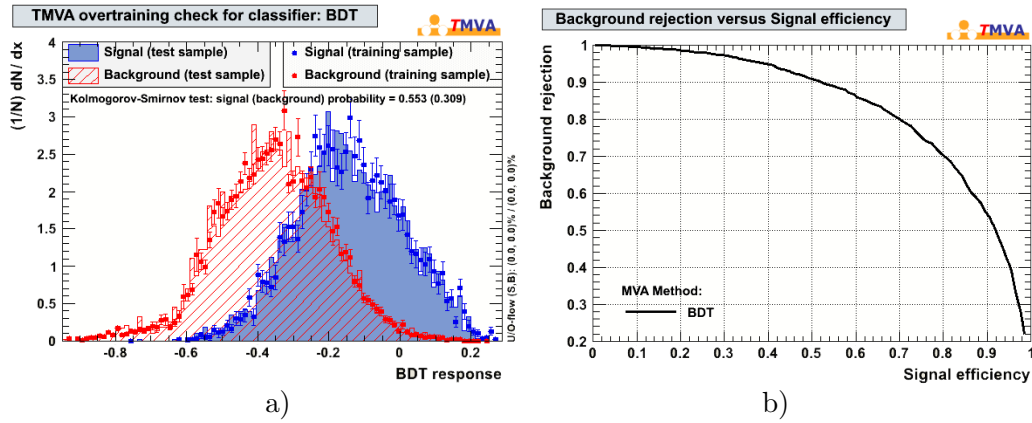 TMVA overtraining check for classifier: BDT
TMVA
Signal (test sample)
Background (test sample)
Signal (training sample)
Background (training sample)
Kolmogorov-Smirnov test: signal (background) probability = 0.553 (0.309)
(1/N) dN/ dx
4
3.5
3
2.5
2
1.5
1
0.5
0
-0.8
-0.6
-0.4
-0.2
0
0.2
BDT response
U/O-flow (S,B): (0.0, 0.0)% / (0.0, 0.0)%
a)
Background rejection versus Signal efficiency
TMVA
Background rejection
1
0.9
0.8
0.7
0.6
0.5
0.4
0.3
0.2
MVA Method:
BDT
0
0.1
0.2
0.3
0.4
0.5
0.6
0.7
0.8
0.9
1
Signal efficiency
b)